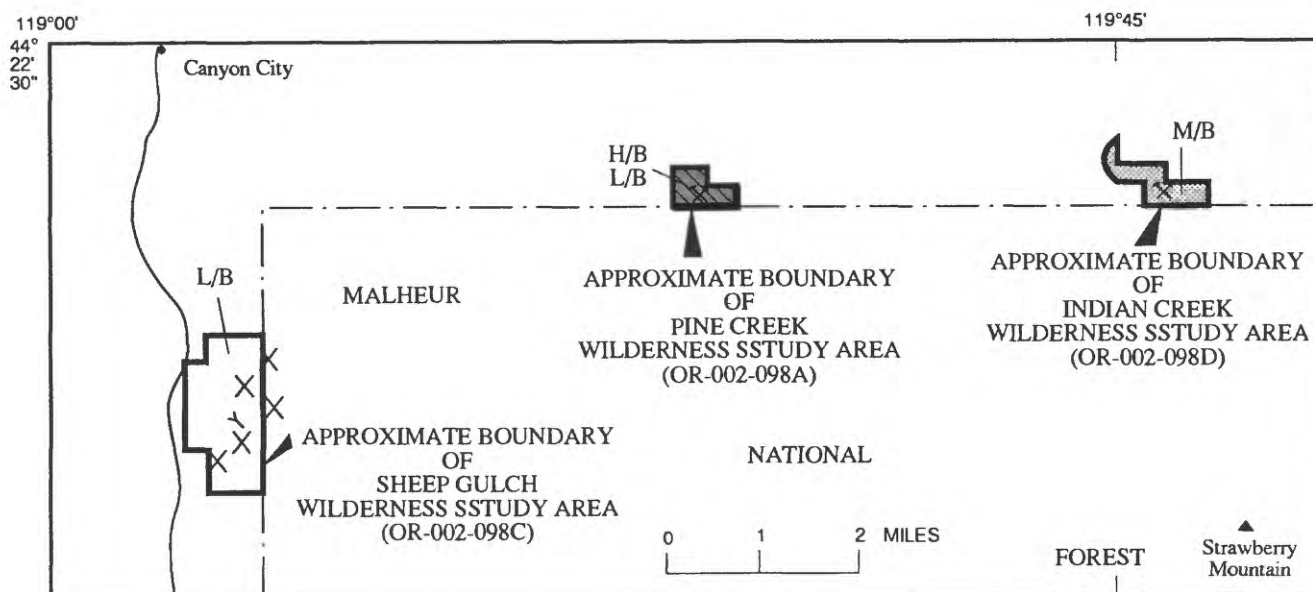 119°00'
119°45'
44°
22'
30"
Canyon City
H/B
L/B
M/B
L/B
MALHEUR
APPROXIMATE BOUNDARY
OF
PINE CREEK
WILDERNESS SSTUDY AREA
(OR-002-098A)
APPROXIMATE BOUNDARY
OF
INDIAN CREEK
WILDERNESS SSTUDY AREA
(OR-002-098D)
APPROXIMATE BOUNDARY
OF
SHEEP GULCH
WILDERNESS SSTUDY AREA
(OR-002-098C)
NATIONAL
0 1 2 MILES
FOREST
Strawberry
Mountain